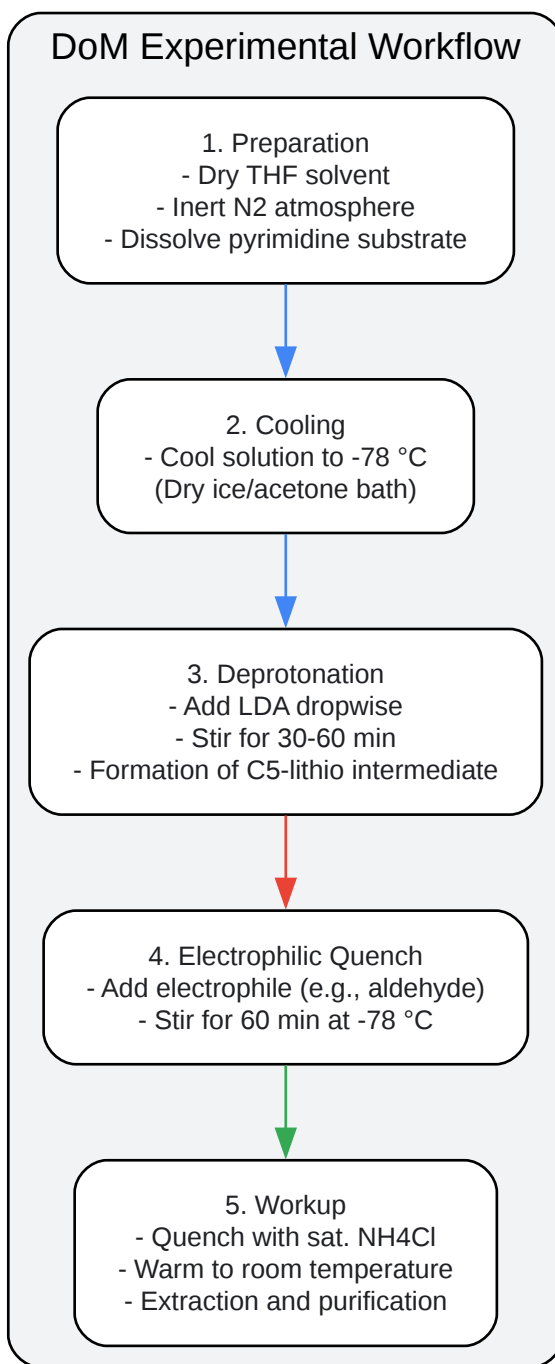 DoM Experimental Workflow
1. Preparation
- Dry THF solvent
- Inert N2 atmosphere
- Dissolve pyrimidine substrate
2. Cooling
- Cool solution to -78 °C
(Dry ice/acetone bath)
3. Deprotonation
- Add LDA dropwise
- Stir for 30-60 min
- Formation of C5-lithio intermediate
4. Electrophilic Quench
- Add electrophile (e.g., aldehyde)
- Stir for 60 min at -78 °C
5. Workup
- Quench with sat. NH4Cl
- Warm to room temperature
- Extraction and purification